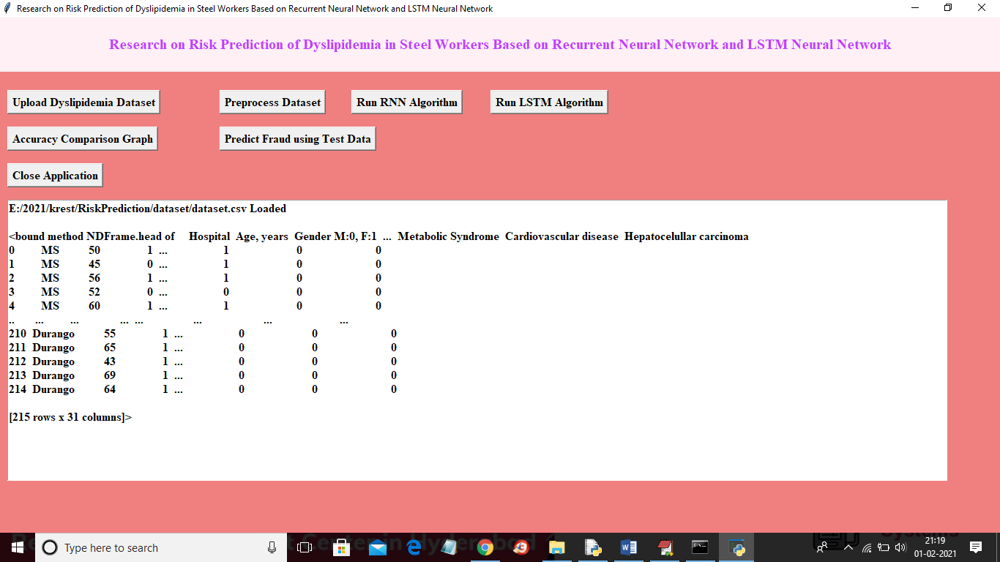 Research on Risk Prediction of Dyslipidemia in Steel Workers Based on Recurrent Neural Network and LSTM Neural Network
Research on Risk Prediction of Dyslipidemia in Steel Workers Based on Recurrent Neural Network and LSTM Neural Network
Upload Dyslipidemia Dataset Preprocess Dataset Run RNN Algorithm Run LSTM Algorithm
Accuracy Comparison Graph Predict Fraud using Test Data
Close Application
E:/2021/krest/RiskPrediction/dataset/dataset.csv Loaded
<bound method NDFrame.head of Hospital Age, years Gender M:0, F:1 ... Metabolic Syndrome Cardiovascular disease Hepatocelullar carcinoma
0 MS 50 1 ... 1 0 0
1 MS 45 0 ... 1 0 0
2 MS 56 1 ... 1 0 0
3 MS 52 0 ... 0 0 0
4 MS 60 1 ... 1 0 0
.. ... ... ... ... ... ... ...
210 Durango 55 1 ... 0 0 0
211 Durango 65 1 ... 0 0 0
212 Durango 43 1 ... 0 0 0
213 Durango 69 1 ... 0 0 0
214 Durango 64 1 ... 0 0 0
[215 rows x 31 columns]>
Type here to search
21:19
01-02-2021